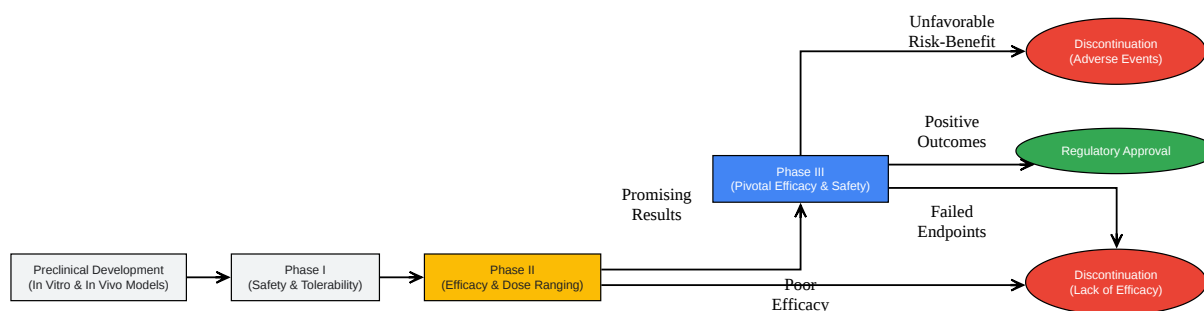 Unfavorable
Risk-Benefit
Discontinuation
(Adverse Events)
Positive
Outcomes
Regulatory Approval
Phase III
(Pivotal Efficacy & Safety)
Promising
Results
Failed
Endpoints
Preclinical Development
(In Vitro & In Vivo Models)
Phase I
(Safety & Tolerability)
Phase II
(Efficacy & Dose Ranging)
Poor
Efficacy
Discontinuation
(Lack of Efficacy)